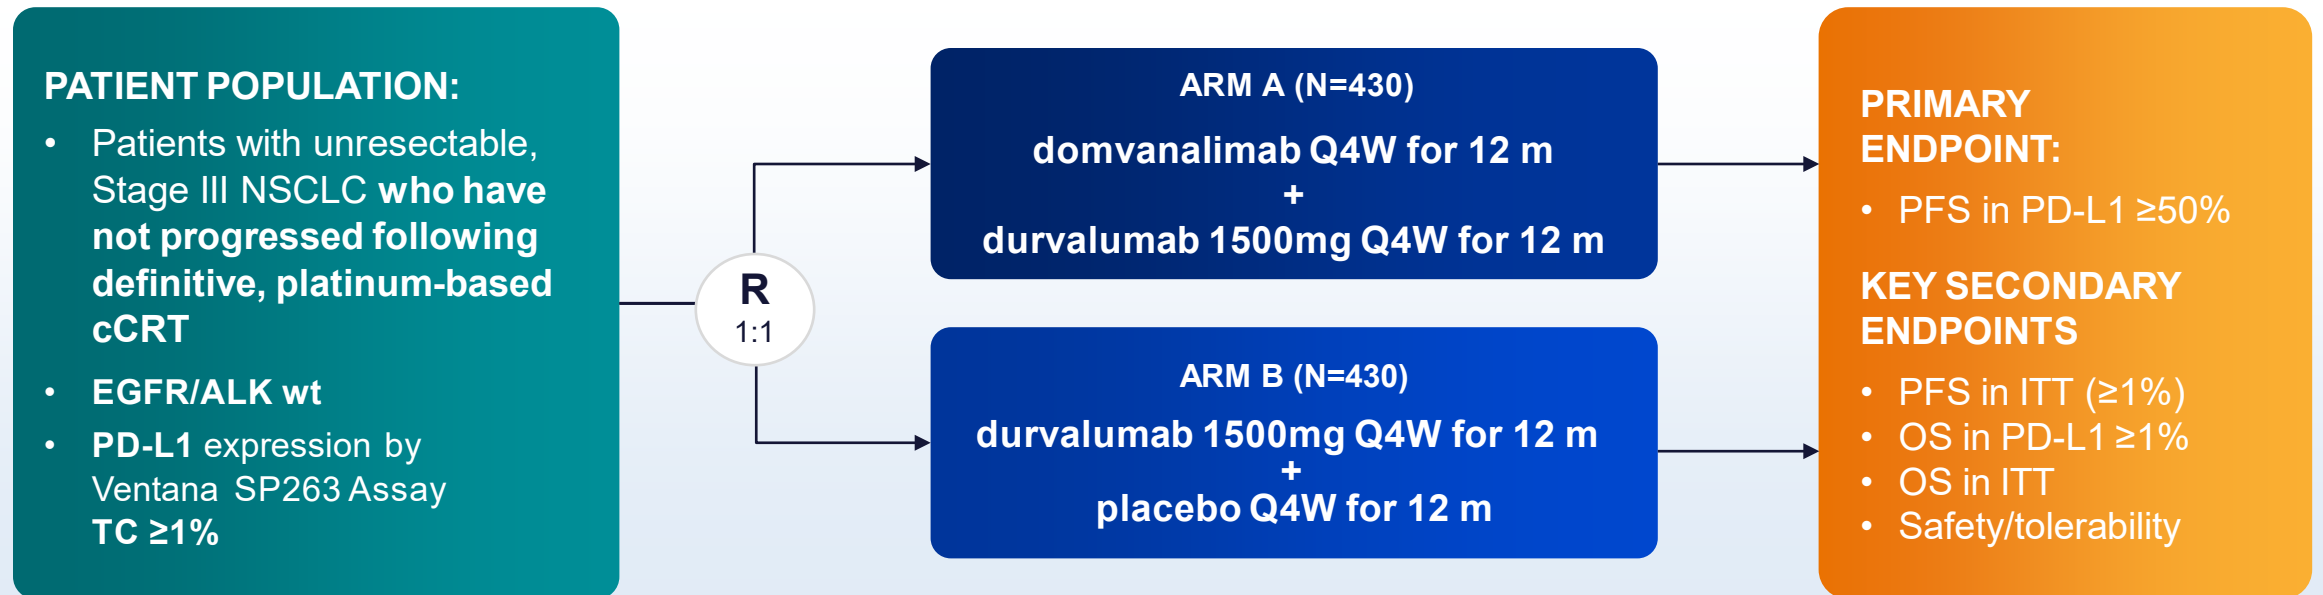 PATIENT POPULATION:
• Patients with unresectable,
Stage III NSCLC who have
not progressed following
definitive, platinum-based
cCRT
• EGFR/ALK wt
• PD-L1 expression by
Ventana SP263 Assay
TC ≥1%
R
1:1
ARM A (N=430)
domvanalimab Q4W for 12 m
+
durvalumab 1500mg Q4W for 12 m
ARM B (N=430)
durvalumab 1500mg Q4W for 12 m
+
placebo Q4W for 12 m
PRIMARY
ENDPOINT:
• PFS in PD-L1 ≥50%
KEY SECONDARY
ENDPOINTS
• PFS in ITT (≥1%)
• OS in PD-L1 ≥1%
• OS in ITT
• Safety/tolerability